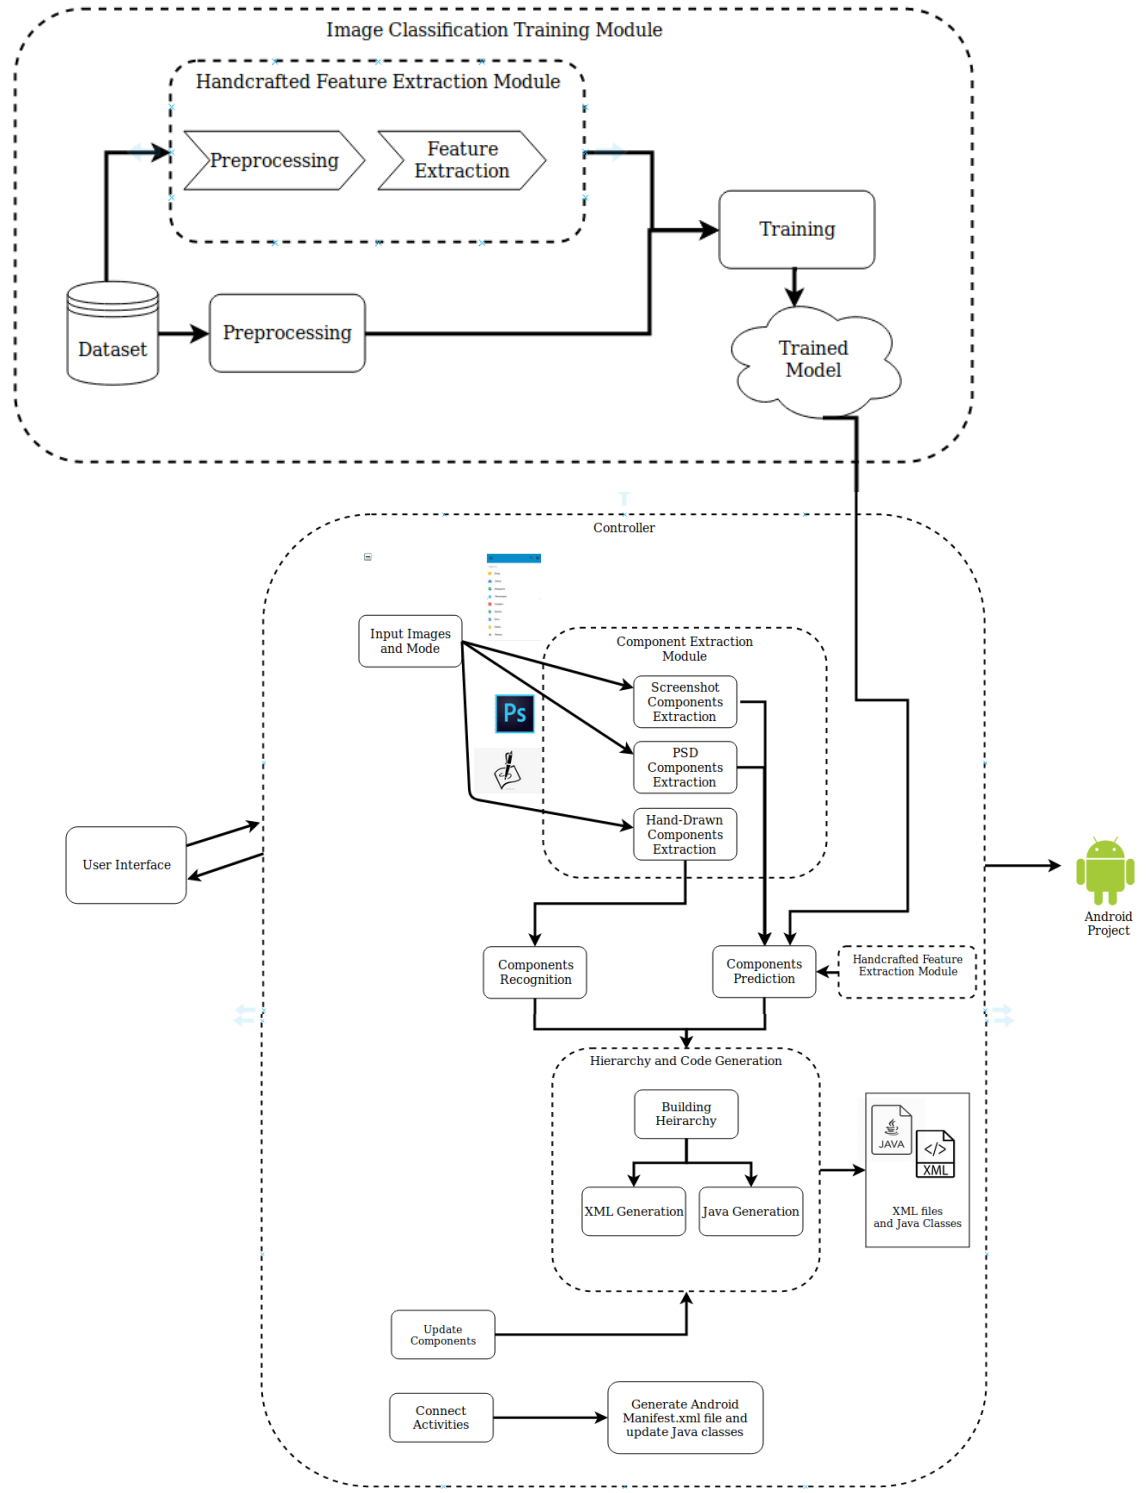 Image Classification Training Module
Handcrafted Feature Extraction Module
Preprocessing
Feature
Extraction
Training
Dataset
Preprocessing
Trained
Model
Controller
Input Images
and Mode
Component Extraction
Module
Screenshot
Components
Extraction
Ps
PSD
Components
Extraction
Hand-Drawn
Components
Extraction
User Interface
Android
Project
Components
Recognition
Components
Prediction
Handcrafted Feature
Extraction Module
Hierarchy and Code Generation
Building
Heirarchy
XML Generation
Java Generation
JAVA
</>
XML
XML files
and Java Classes
Update
Components
Connect
Activities
Generate Android
Manifest.xml file and
update Java classes